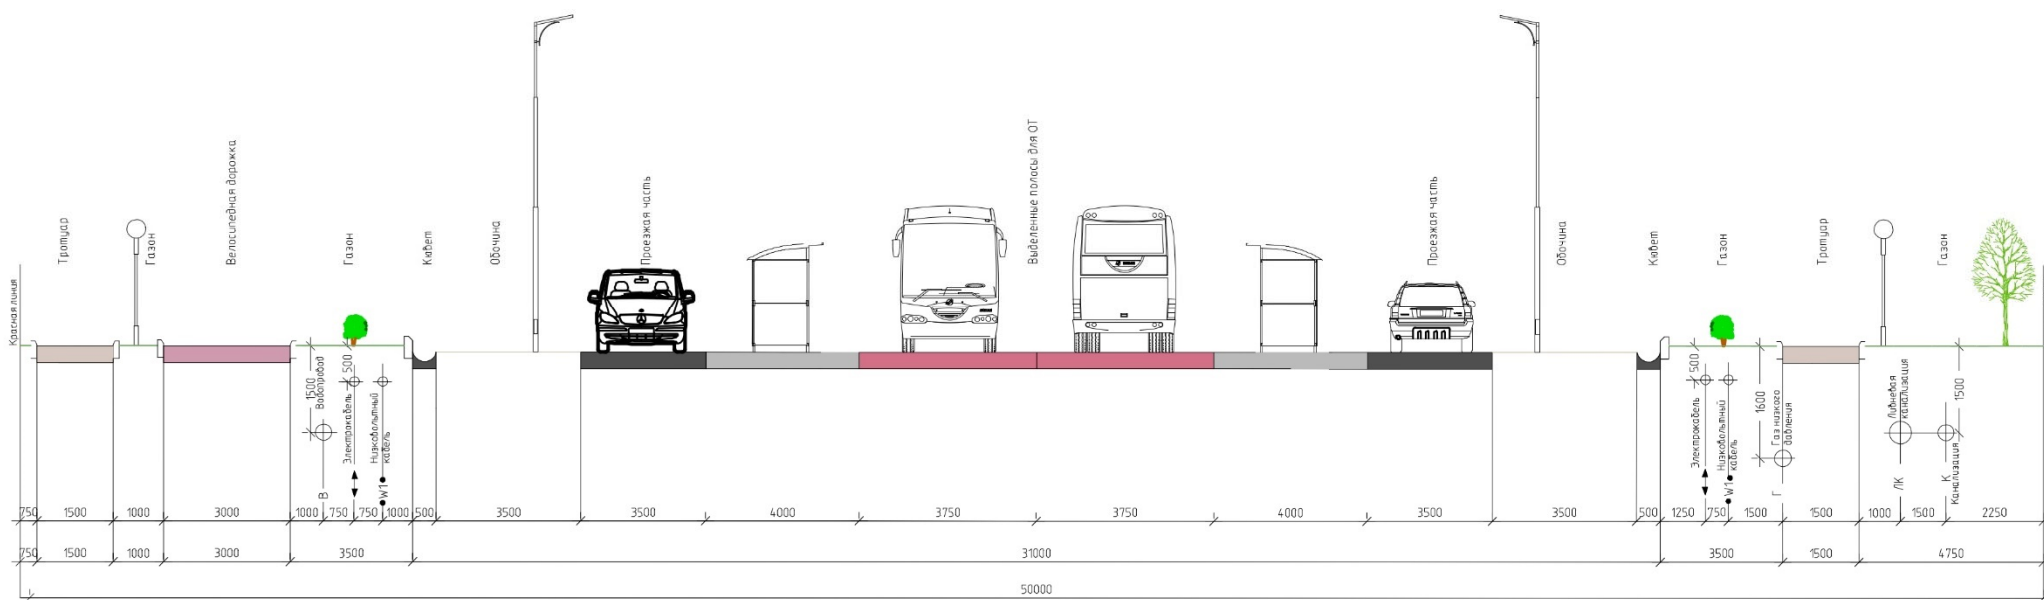 Красная линия
Тротуар
Газон
Велосипедная дорожка
Газон
Кювет
Обочина
Проезжая часть
Выделенные полосы для ОТ
Проезжая часть
Обочина
Кювет
Газон
Тротуар
Газон
1500
Водопровод
500
Электрокабель
Низковольтный
кабель
В
W1
500
Электрокабель
Низковольтный
кабель
W1
1600
Газ низкого
давления
Г
Ливневая
канализация
ЛК
1500
К
Канализация
750 1500 1000 3000 1000 750 750 1000 500 3500 3500 4000 3750 3750 4000 3500 3500 500 1250 750 1500 1500 1000 1500 2250
750 1500 1000 3000 3500 31000 3500 1500 4750
50000